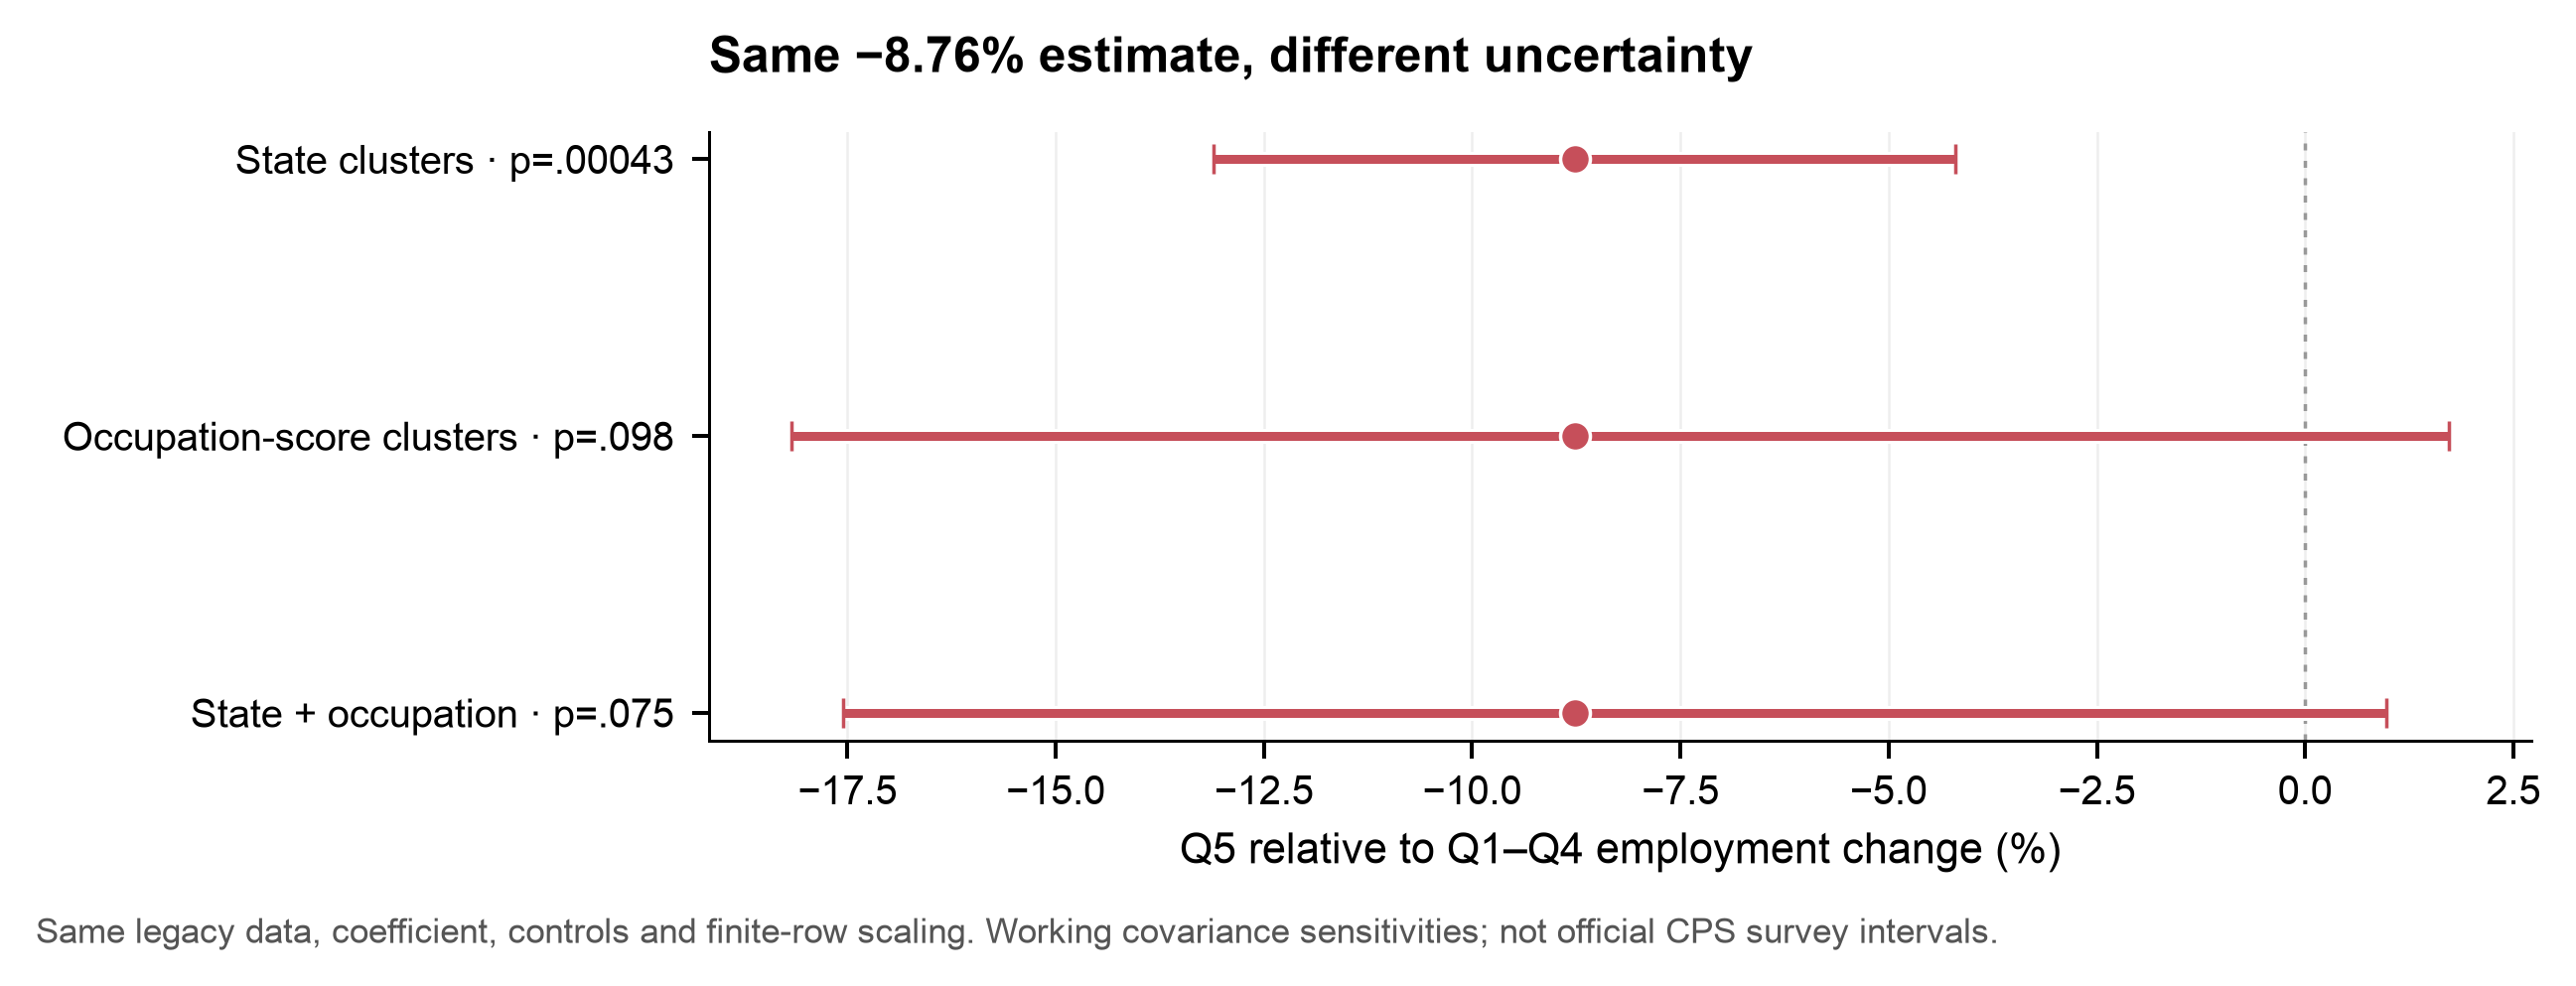 Same −8.76% estimate, different uncertainty
State clusters · p=.00043
Occupation-score clusters · p=.098
State + occupation · p=.075
−17.5 −15.0 −12.5 −10.0 −7.5 −5.0 −2.5 0.0 2.5
Q5 relative to Q1–Q4 employment change (%)
Same legacy data, coefficient, controls and finite-row scaling. Working covariance sensitivities; not official CPS survey intervals.